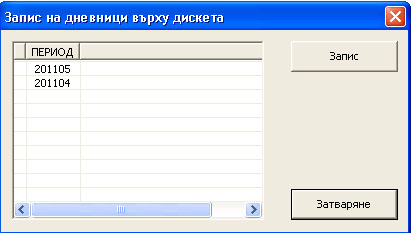 Запис на дневници върху дискета
ПЕРИОД
201105
201104
Запис
Затваряне